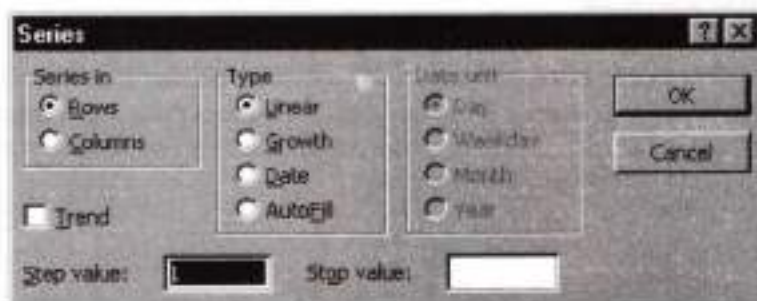 Series
? X
Series in
Rows
Columns
Trend
Type
Linear
Growth
Date
AutoFill
Date unit
Day
Weekday
Month
Year
OK
Cancel
Step value: 1
Stop value: